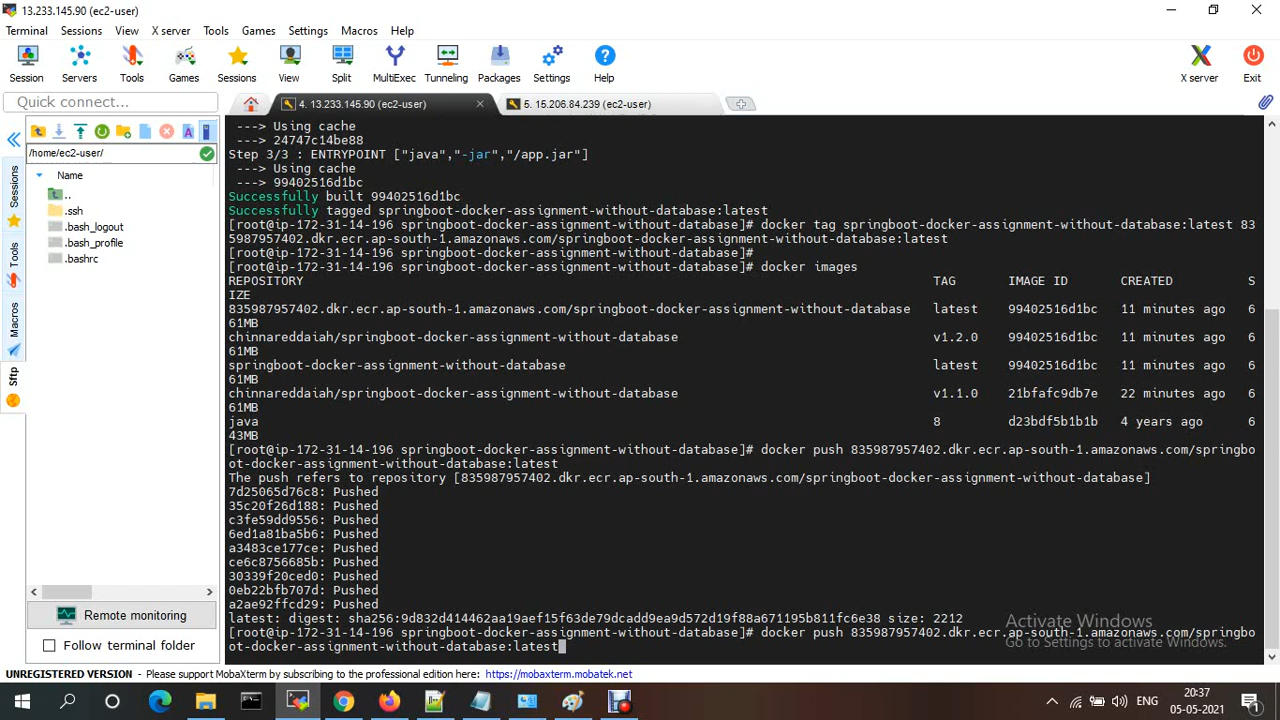 13.233.145.90 (ec2-user)
Terminal Sessions View X server Tools Games Settings Macros Help
Session Servers Tools Games Sessions View Split MultiExec Tunneling Packages Settings Help X server Exit
Quick connect...
4. 13.233.145.90 (ec2-user)
5. 15.206.84.239 (ec2-user)
/home/ec2-user/
Name
..
.ssh
.bash_logout
.bash_profile
.bashrc
Sessions
Tools
Macros
Sftp
Remote monitoring
Follow terminal folder
---> Using cache
---> 24747c14be88
Step 3/3 : ENTRYPOINT ["java","-jar","/app.jar"]
---> Using cache
---> 99402516d1bc
Successfully built 99402516d1bc
Successfully tagged springboot-docker-assignment-without-database:latest
[root@ip-172-31-14-196 springboot-docker-assignment-without-database]# docker tag springboot-docker-assignment-without-database:latest 83
5987957402.dkr.ecr.ap-south-1.amazonaws.com/springboot-docker-assignment-without-database:latest
[root@ip-172-31-14-196 springboot-docker-assignment-without-database]#
[root@ip-172-31-14-196 springboot-docker-assignment-without-database]# docker images
REPOSITORY TAG IMAGE ID CREATED S
IZE
835987957402.dkr.ecr.ap-south-1.amazonaws.com/springboot-docker-assignment-without-database latest 99402516d1bc 11 minutes ago 6
61MB
chinnareddaiah/springboot-docker-assignment-without-database v1.2.0 99402516d1bc 11 minutes ago 6
61MB
springboot-docker-assignment-without-database latest 99402516d1bc 11 minutes ago 6
61MB
chinnareddaiah/springboot-docker-assignment-without-database v1.1.0 21bfafc9db7e 22 minutes ago 6
61MB
java 8 d23bdf5b1b1b 4 years ago 6
43MB
[root@ip-172-31-14-196 springboot-docker-assignment-without-database]# docker push 835987957402.dkr.ecr.ap-south-1.amazonaws.com/springbo
ot-docker-assignment-without-database:latest
The push refers to repository [835987957402.dkr.ecr.ap-south-1.amazonaws.com/springboot-docker-assignment-without-database]
7d25065d76c8: Pushed
35c20f26d188: Pushed
c3fe59dd9556: Pushed
6ed1a81ba5b6: Pushed
a3483ce177ce: Pushed
ce6c8756685b: Pushed
30339f20ced0: Pushed
0eb22bfb707d: Pushed
a2ae92ffcd29: Pushed
latest: digest: sha256:9d832d414462aa19aef15f63de79dcadd9ea9d572d19f88a671195b811fc6e38 size: 2212
[root@ip-172-31-14-196 springboot-docker-assignment-without-database]# docker push 835987957402.dkr.ecr.ap-south-1.amazonaws.com/springbo
ot-docker-assignment-without-database:latest
Activate Windows
Go to Settings to activate Windows.
UNREGISTERED VERSION - Please support MobaXterm by subscribing to the professional edition here: https://mobaxterm.mobatek.net
ENG
20:37
05-05-2021
1